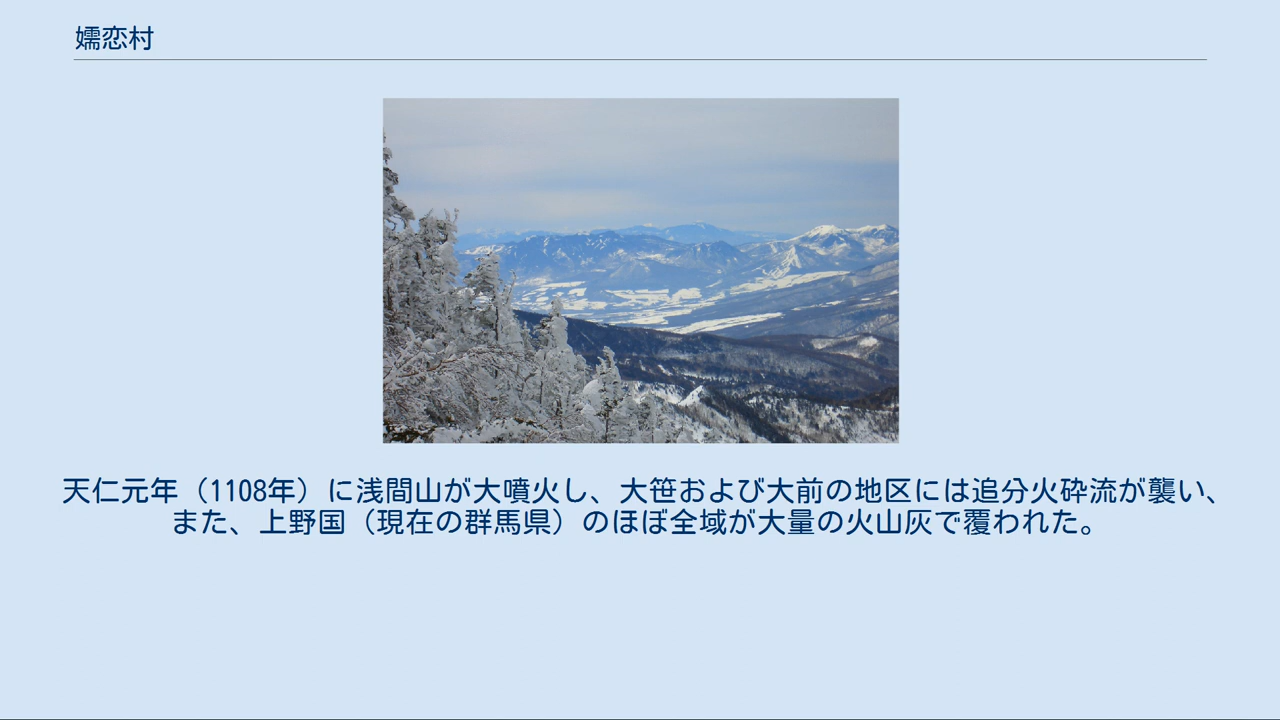 嬬恋村
天仁元年（1108年）に浅間山が大噴火し、大笹および大前の地区には追分火砕流が襲い、
また、上野国（現在の群馬県）のほぼ全域が大量の火山灰で覆われた。